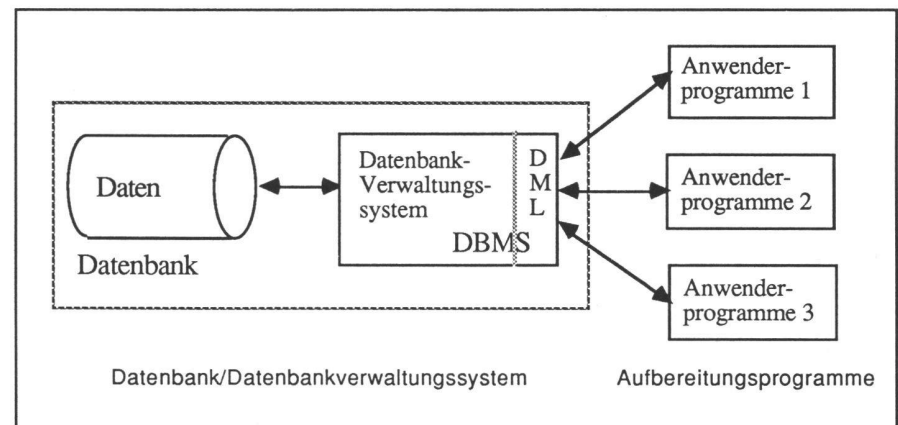 Daten
Datenbank
Datenbank-
Verwaltungs-
system
DBMS
D
M
L
Anwender-
programme 1
Anwender-
programme 2
Anwender-
programme 3
Datenbank/Datenbankverwaltungssystem
Aufbereitungsprogramme